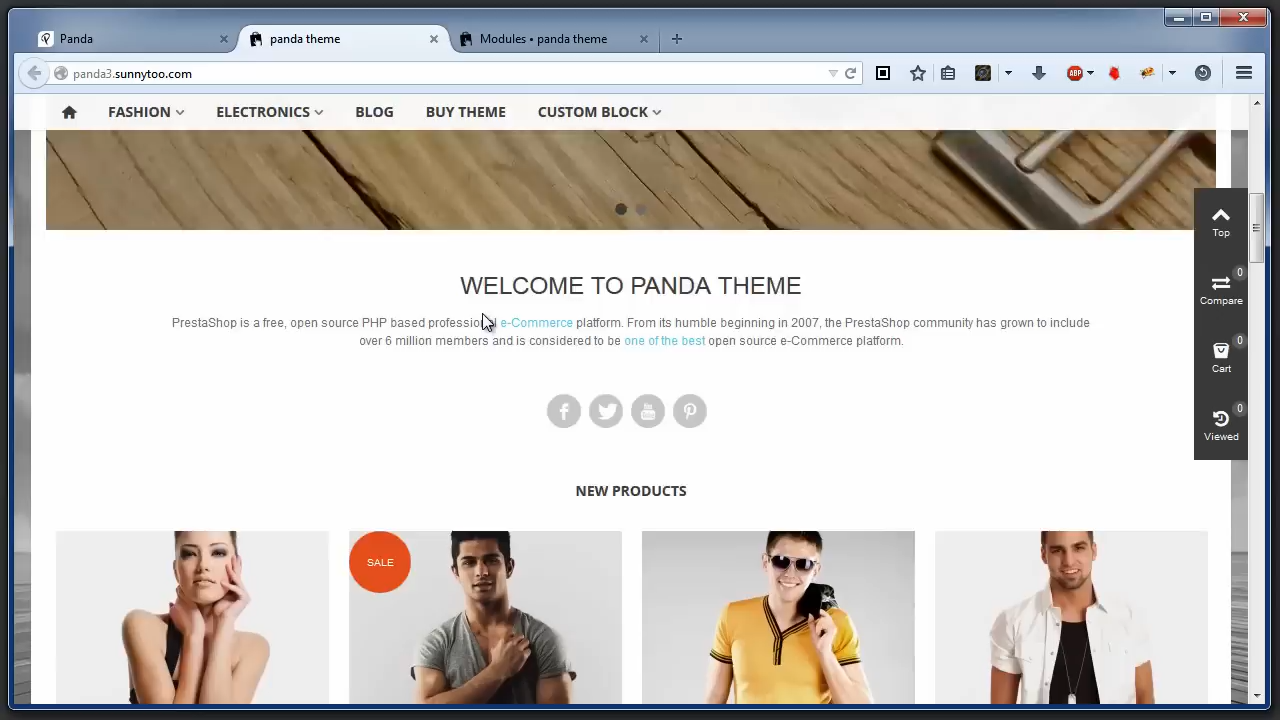 Panda
panda theme
Modules • panda theme
panda3.sunnytoo.com
ABP
FASHION
ELECTRONICS
BLOG
BUY THEME
CUSTOM BLOCK
Top
0
Compare
0
Cart
0
Viewed
WELCOME TO PANDA THEME
PrestaShop is a free, open source PHP based professional e-Commerce platform. From its humble beginning in 2007, the PrestaShop community has grown to include
over 6 million members and is considered to be one of the best open source e-Commerce platform.
NEW PRODUCTS
SALE